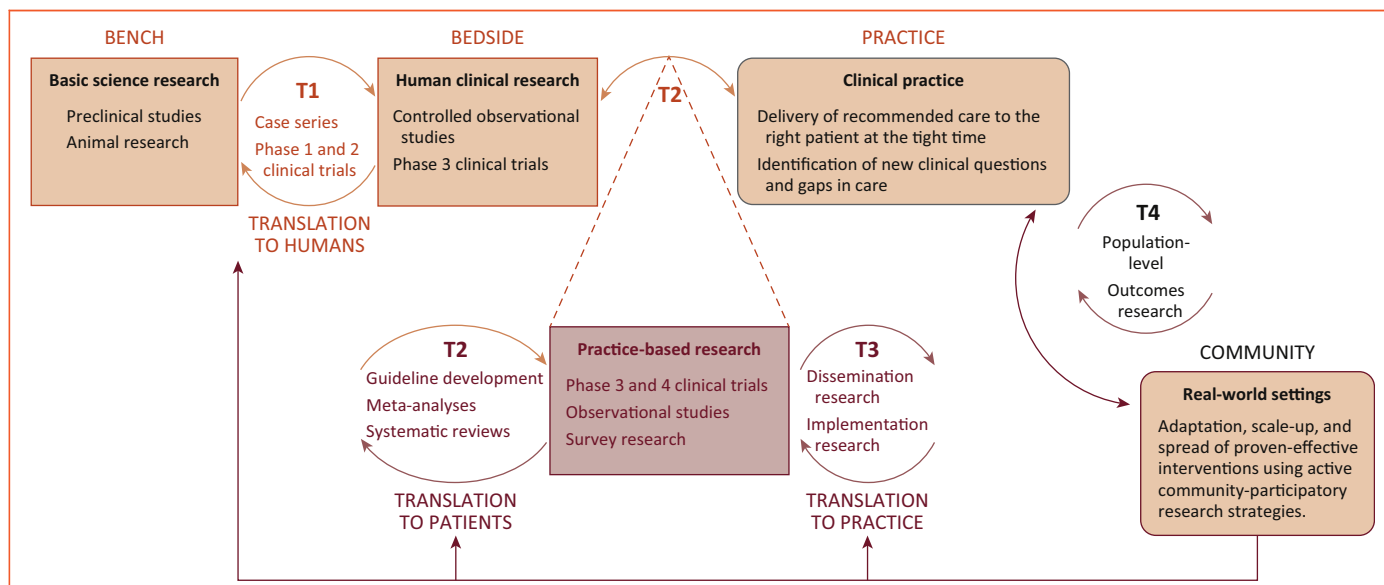 BENCH
Basic science research
Preclinical studies
Animal research
T1
Case series
Phase 1 and 2
clinical trials
TRANSLATION
TO HUMANS
BEDSIDE
Human clinical research
Controlled observational
studies
Phase 3 clinical trials
T2
PRACTICE
Clinical practice
Delivery of recommended care to the
right patient at the tight time
Identification of new clinical questions
and gaps in care
T4
Population-
level
Outcomes
research
T2
Guideline development
Meta-analyses
Systematic reviews
TRANSLATION
TO PATIENTS
Practice-based research
Phase 3 and 4 clinical trials
Observational studies
Survey research
T3
Dissemination
research
Implementation
research
TRANSLATION
TO PRACTICE
COMMUNITY
Real-world settings
Adaptation, scale-up, and
spread of proven-effective
interventions using active
community-participatory
research strategies.